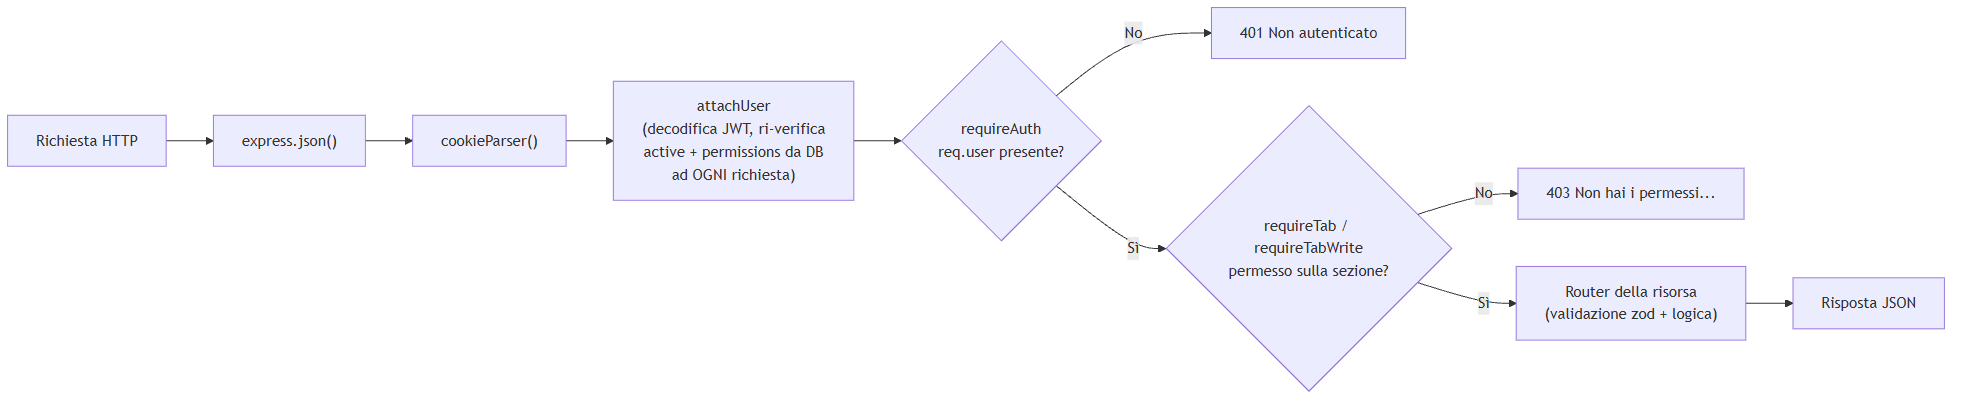 Richiesta HTTP
express.json()
cookieParser()
attachUser
(decodifica JWT, ri-verifica
active + permissions da DB
ad OGNI richiesta)
requireAuth
req.user presente?
No
401 Non autenticato
Sì
requireTab /
requireTabWrite
permesso sulla sezione?
No
403 Non hai i permessi...
Sì
Router della risorsa
(validazione zod + logica)
Risposta JSON